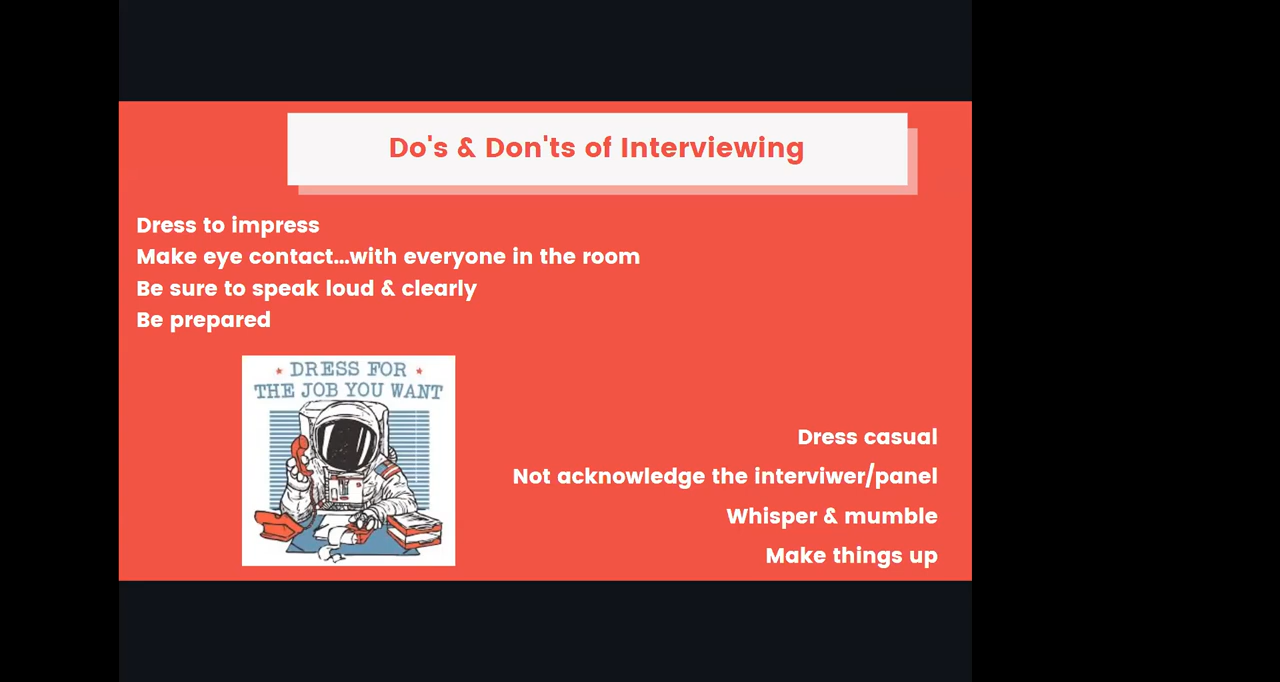 Do's & Don'ts of Interviewing
Dress to impress
Make eye contact...with everyone in the room
Be sure to speak loud & clearly
Be prepared
DRESS FOR
THE JOB YOU WANT
Dress casual
Not acknowledge the interviwer/panel
Whisper & mumble
Make things up